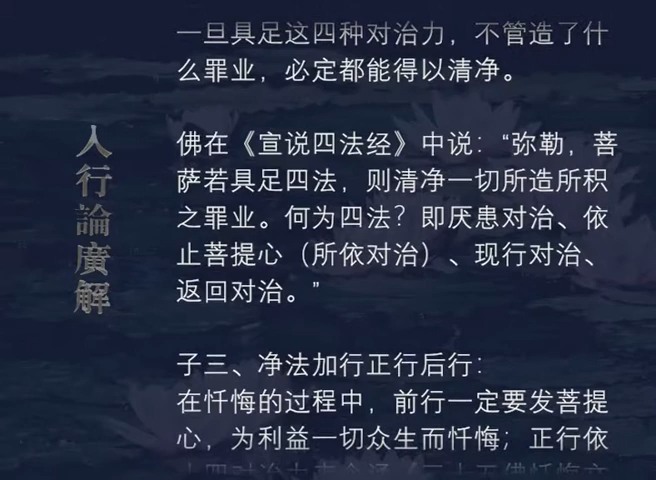 一旦具足这四种对治力，不管造了什
么罪业，必定都能得以清净。
佛在《宣说四法经》中说：“弥勒，菩
萨若具足四法，则清净一切所造所积
之罪业。何为四法？即厌患对治、依
止菩提心（所依对治）、现行对治、
返回对治。”
子三、净法加行正行后行：
在忏悔的过程中，前行一定要发菩提
心，为利益一切众生而忏悔；正行依
入行論廣解